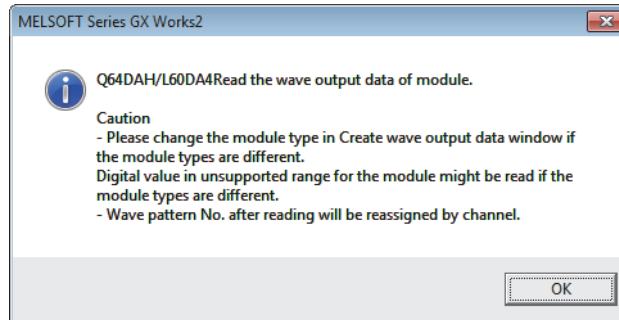 MELSOFT Series GX Works2
Q64DAH/L60DA4Read the wave output data of module.
Caution
- Please change the module type in Create wave output data window if
the module types are different.
Digital value in unsupported range for the module might be read if the
module types are different.
- Wave pattern No. after reading will be reassigned by channel.
OK